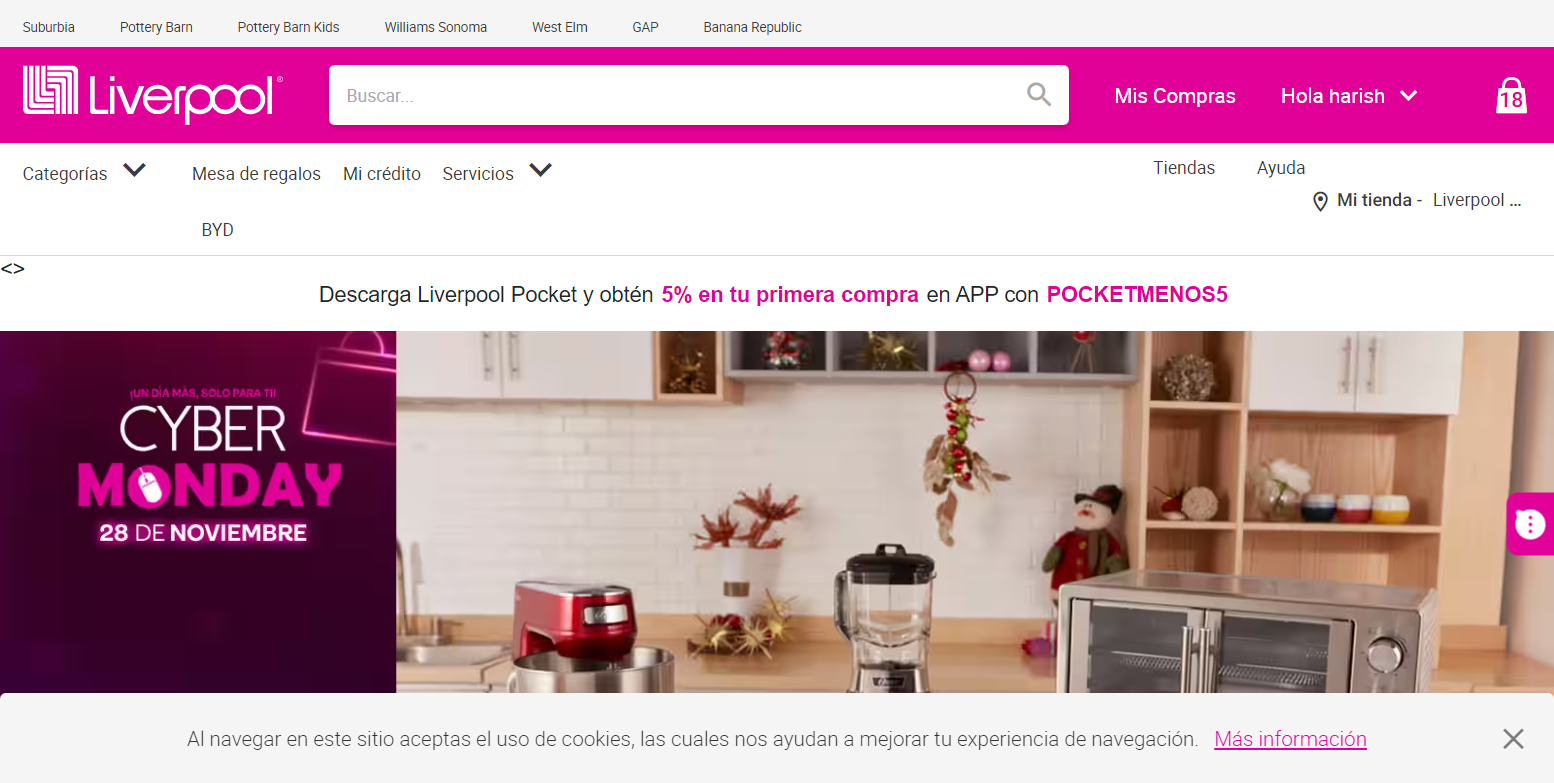 Suburbia Pottery Barn Pottery Barn Kids Williams Sonoma West Elm GAP Banana Republic
Liverpool® Buscar... Mis Compras Hola harish 18
Categorías Mesa de regalos Mi crédito Servicios Tiendas Ayuda
Mi tienda - Liverpool ...
BYD
<>
Descarga Liverpool Pocket y obtén 5% en tu primera compra en APP con POCKETMENOS5
¡UN DÍA MÁS, SOLO PARA TI!
CYBER
MONDAY
28 DE NOVIEMBRE
Al navegar en este sitio aceptas el uso de cookies, las cuales nos ayudan a mejorar tu experiencia de navegación. Más información